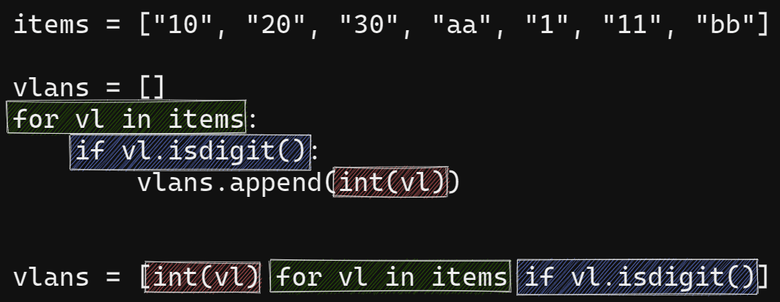 items = ["10", "20", "30", "aa", "1", "11", "bb"]
vlans = []
for vl in items:
    if vl.isdigit():
        vlans.append(int(vl))
vlans = [int(vl) for vl in items if vl.isdigit()]